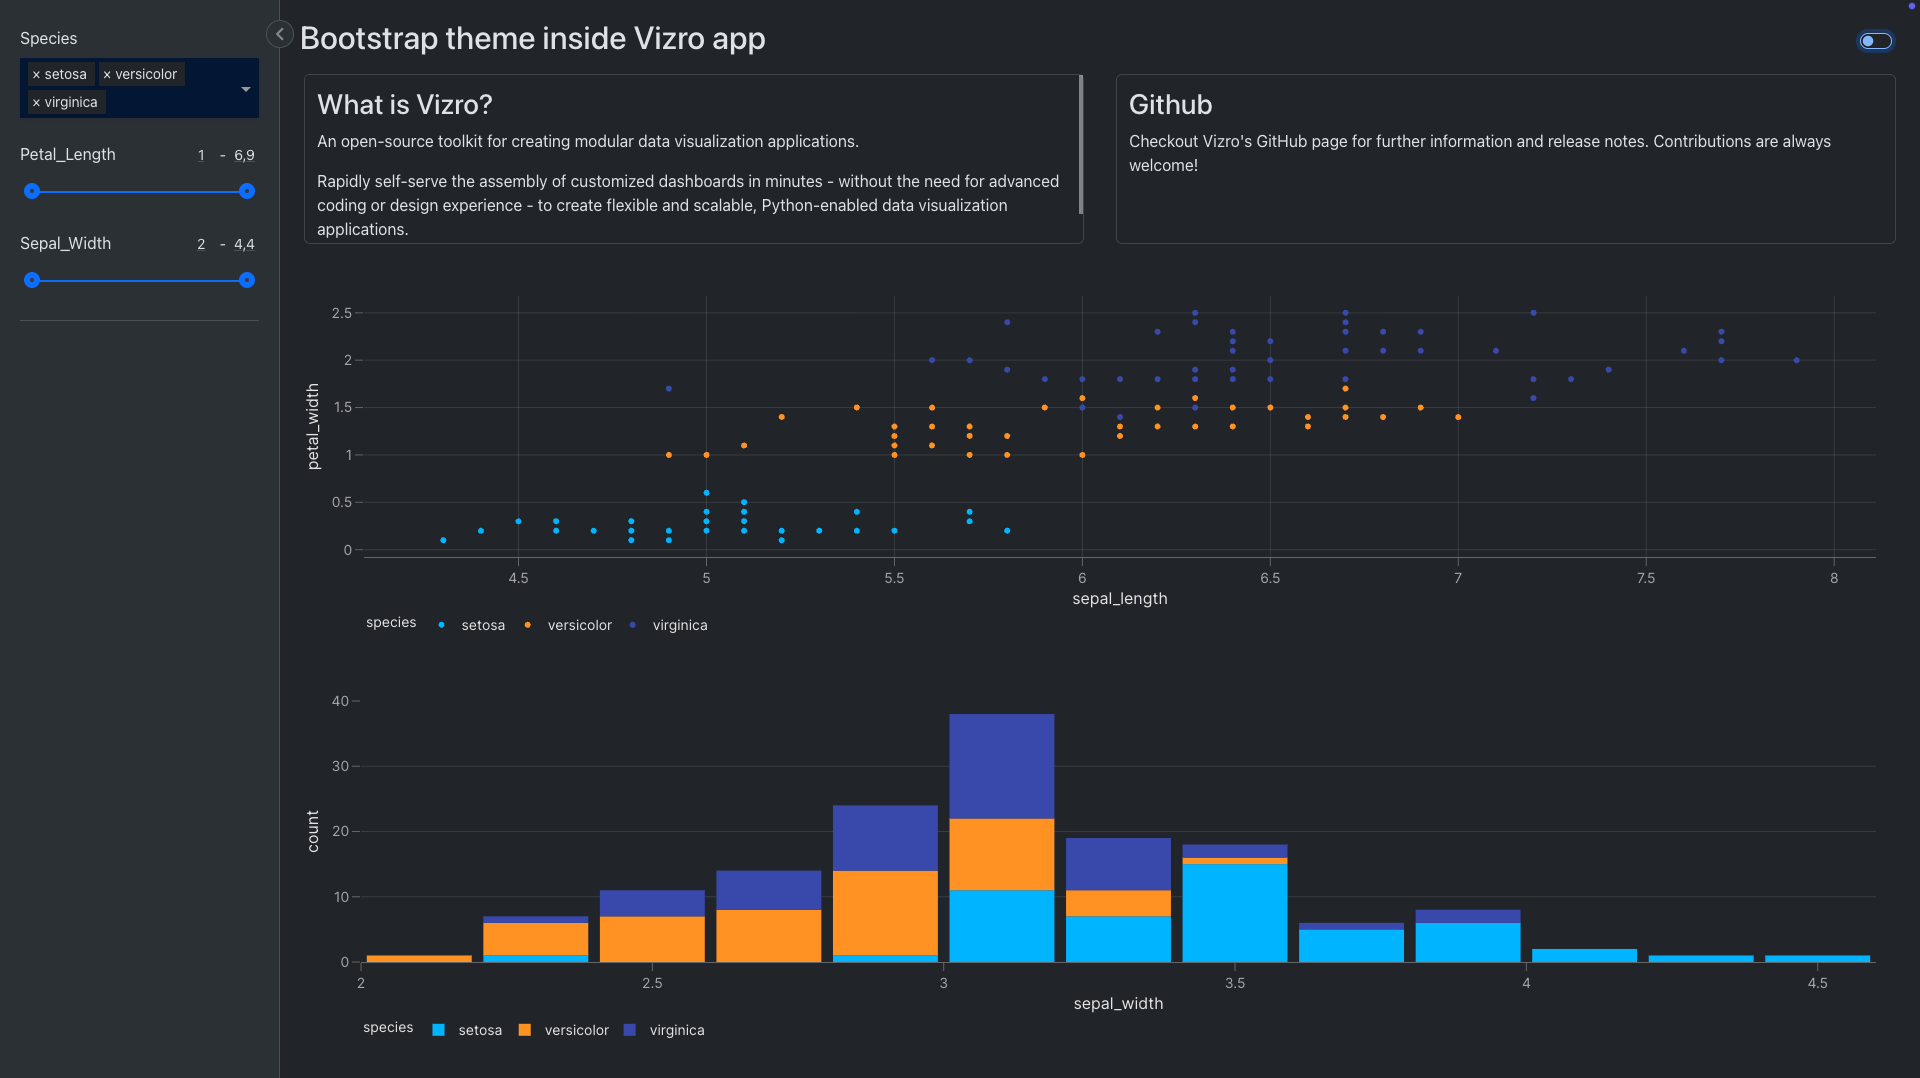 Species
× setosa × versicolor
× virginica
Petal_Length 1 - 6,9
Sepal_Width 2 - 4,4
Bootstrap theme inside Vizro app
What is Vizro?
An open-source toolkit for creating modular data visualization applications.
Rapidly self-serve the assembly of customized dashboards in minutes - without the need for advanced
coding or design experience - to create flexible and scalable, Python-enabled data visualization
applications.
Github
Checkout Vizro's GitHub page for further information and release notes. Contributions are always
welcome!
2.5
2
1.5
1
0.5
0
petal_width
4.5 5 5.5 6 6.5 7 7.5 8
sepal_length
species setosa versicolor virginica
40
30
20
10
0
count
2 2.5 3 3.5 4 4.5
sepal_width
species setosa versicolor virginica